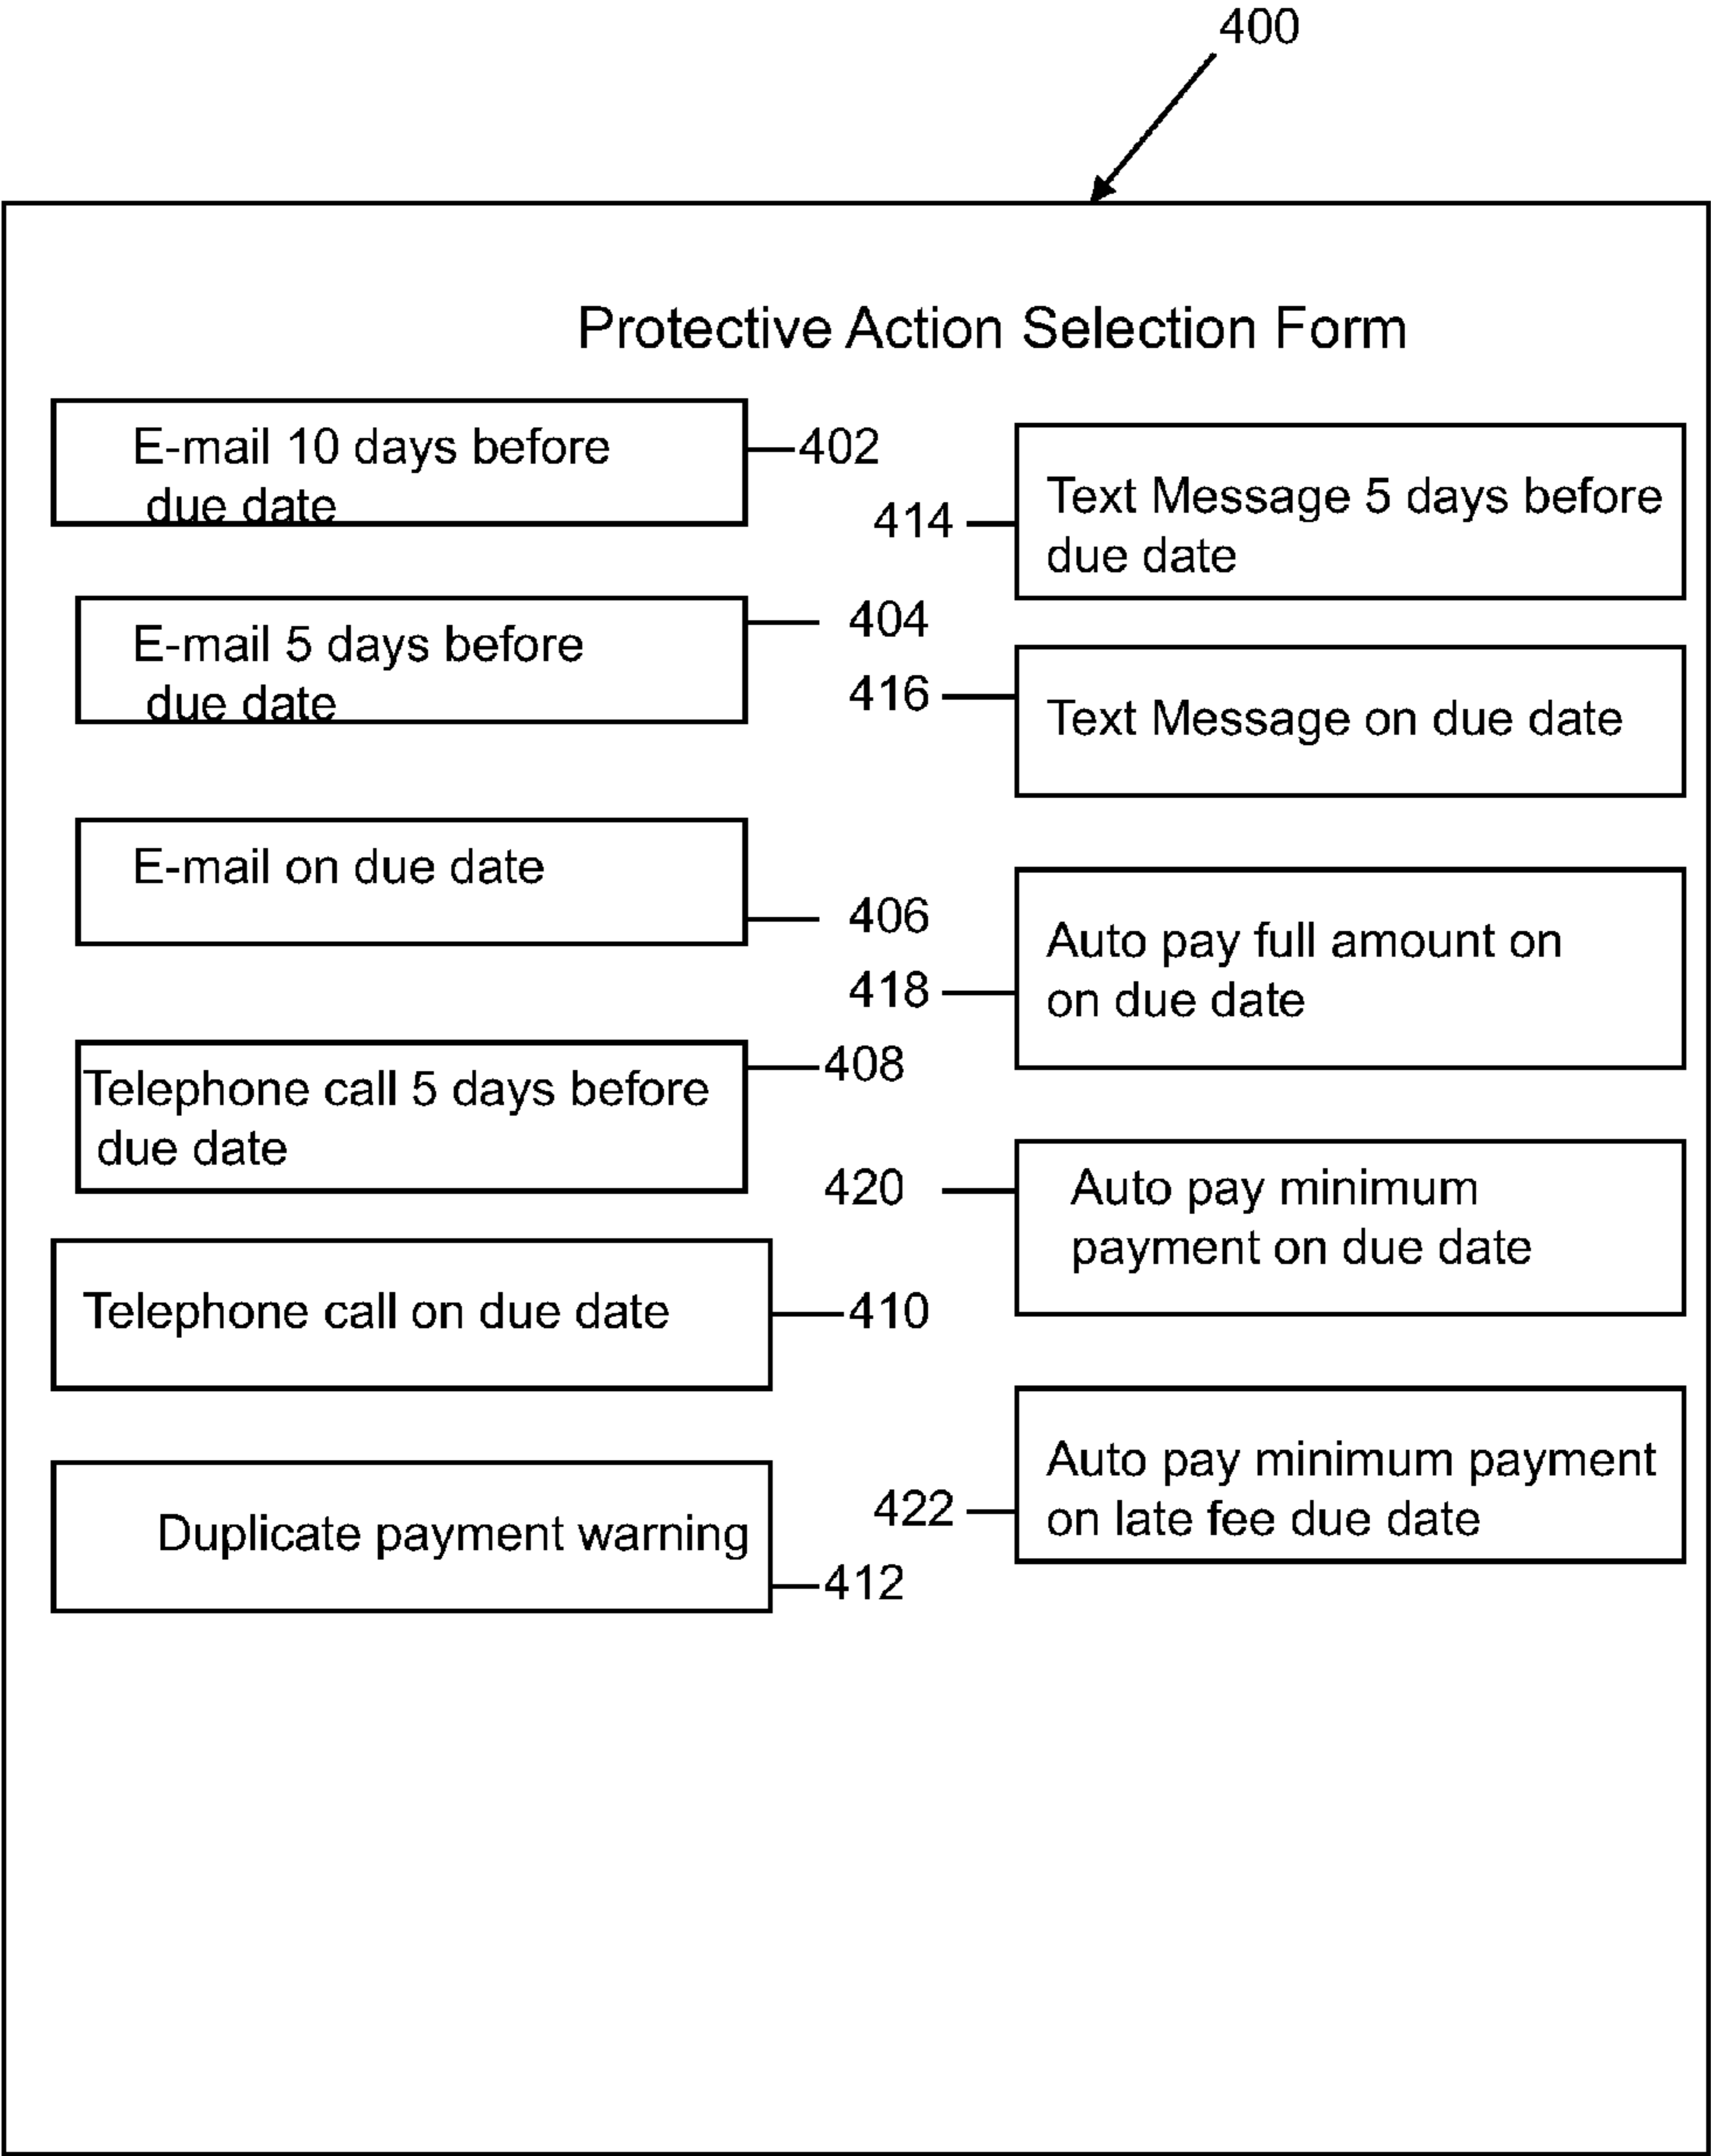 400
Protective Action Selection Form
E-mail 10 days before
due date
402
E-mail 5 days before
due date
404
E-mail on due date
406
Telephone call 5 days before
due date
408
Telephone call on due date
410
Duplicate payment warning
412
414
Text Message 5 days before
due date
416
Text Message on due date
418
Auto pay full amount on
on due date
420
Auto pay minimum
payment on due date
422
Auto pay minimum payment
on late fee due date